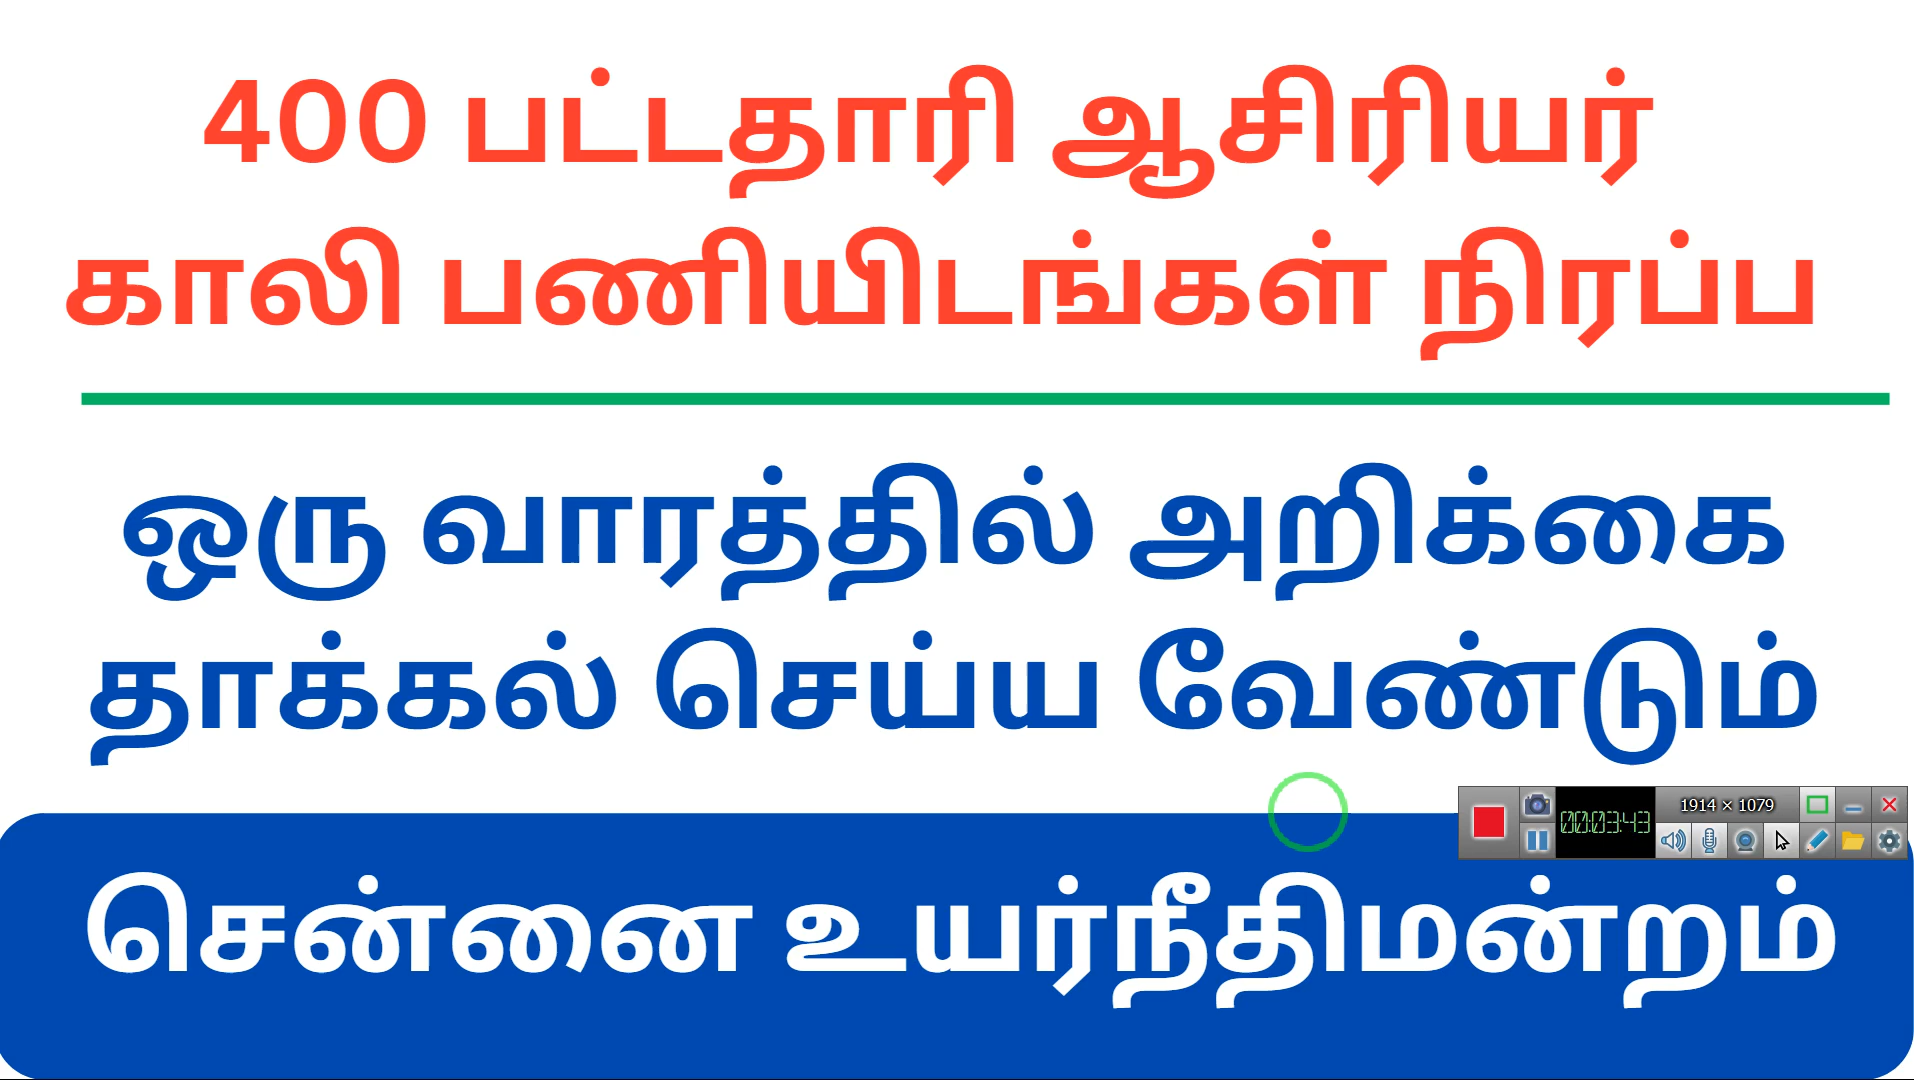 400 பட்டதாரி ஆசிரியர்
காலி பணியிடங்கள் நிரப்ப
ஒரு வாரத்தில் அறிக்கை
தாக்கல் செய்ய வேண்டும்
1914 × 1079
00:03:43
சென்னை உயர்நீதிமன்றம்